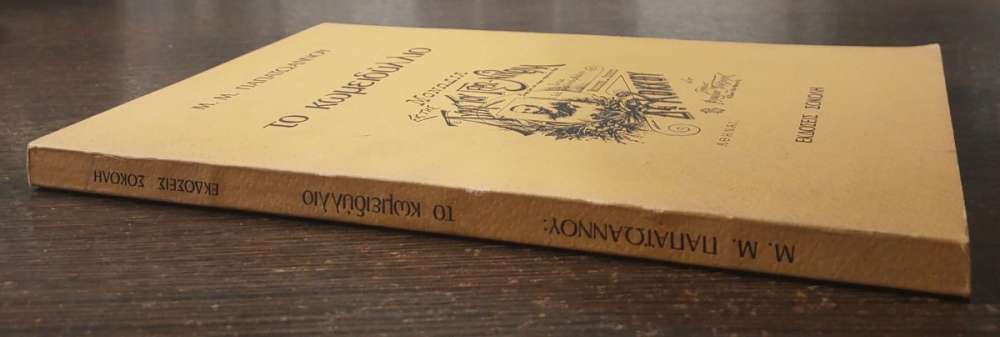 Μ. Μ. ΠΑΠΑΪΩΑΝΝΟΥ
ΤΟ ΚΩΜΕΙΔΥΛΛΙΟ
ΑΘΗΝΑΙ
ΕΚΔΟΣΕΙΣ ΣΟΚΟΛΗ
Μ. Μ. ΠΑΠΑΪΩΑΝΝΟΥ:
ΤΟ ΚΩΜΕΙΔΥΛΛΙΟ
ΕΚΔΟΣΕΙΣ ΣΟΚΟΛΗ